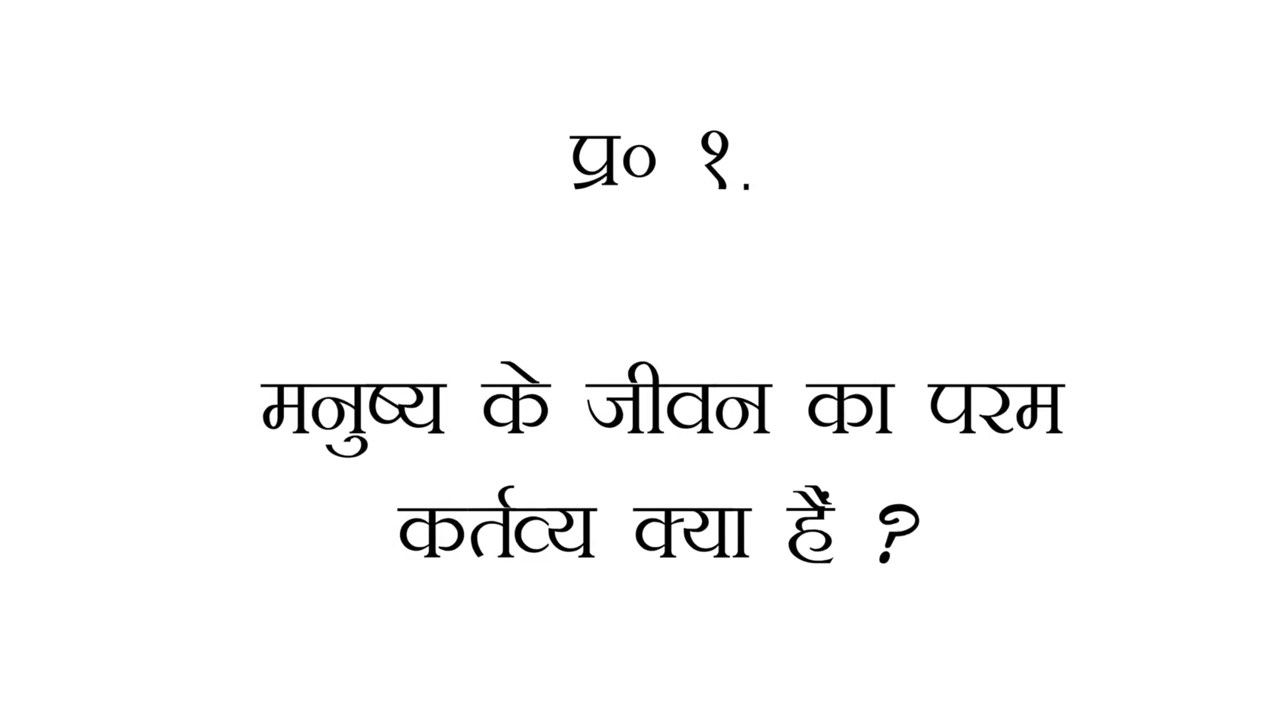 प्र० १.
मनुष्य के जीवन का परम
कर्तव्य क्या हैं ?